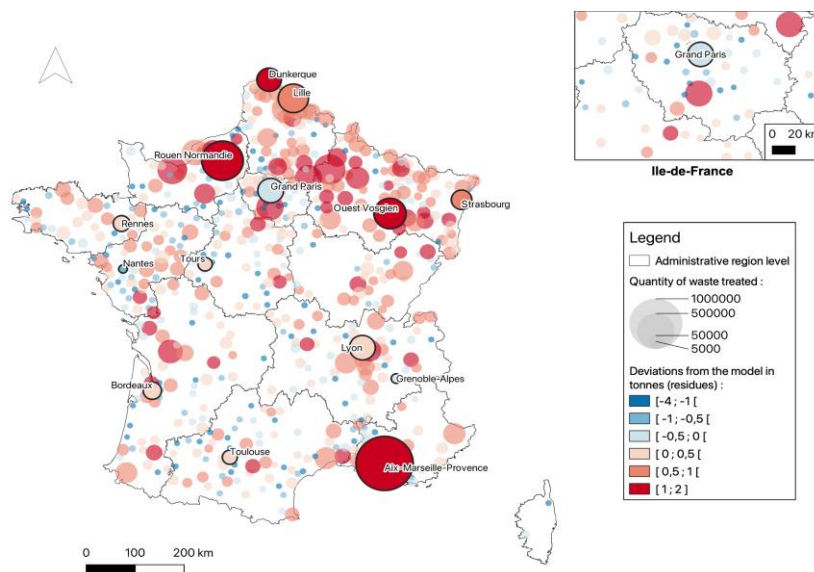 Dunkerque
Lille
Rouen Normandie
Grand Paris
Ouest Vosgien
Strasbourg
Rennes
Nantes
Tours
Lyon
Grenoble-Alpes
Bordeaux
Toulouse
Aix-Marseille-Provence
0 100 200 km
Grand Paris
0 20 km
Ile-de-France
Legend
Administrative region level
Quantity of waste treated :
1000000
500000
50000
5000
Deviations from the model in
tonnes (residues) :
[-4 ; -1 [
[-1 ; -0,5 [
[-0,5 ; 0 [
[0 ; 0,5 [
[0,5 ; 1 [
[1 ; 2]